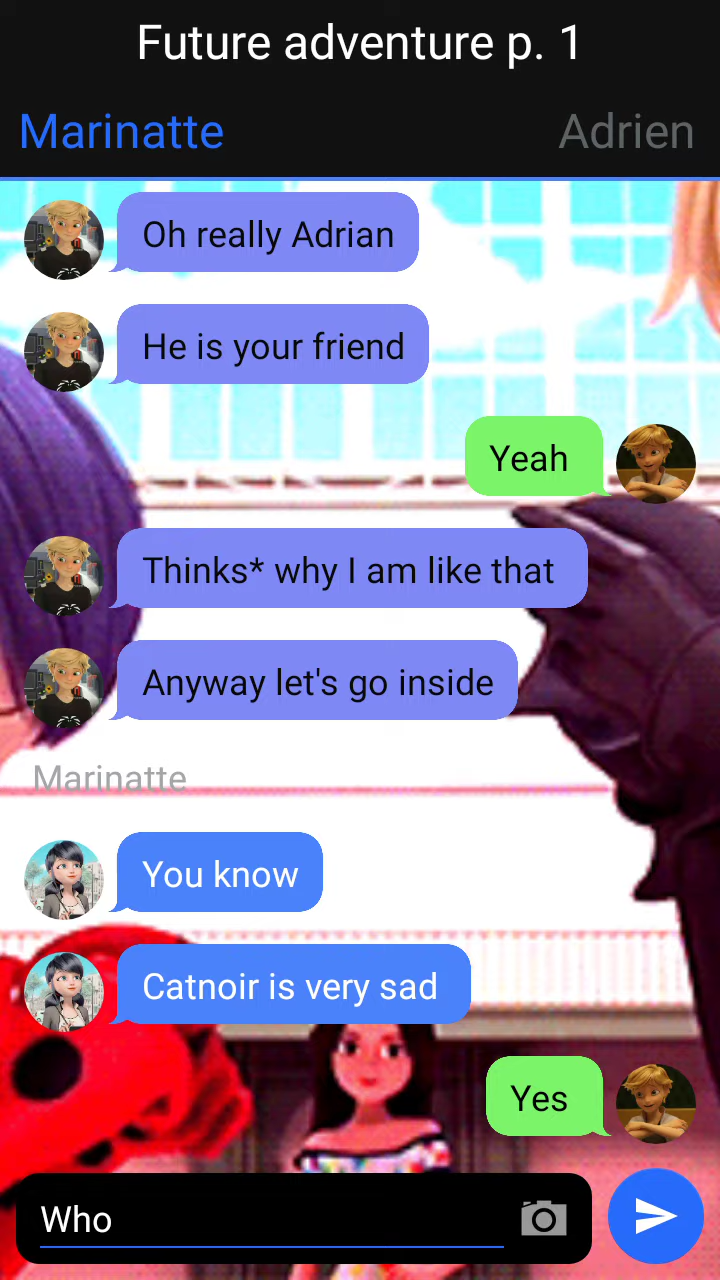 Future adventure p. 1
Marinatte
Adrien
Oh really Adrian
He is your friend
Yeah
Thinks* why I am like that
Anyway let's go inside
Marinatte
You know
Catnoir is very sad
Yes
Who